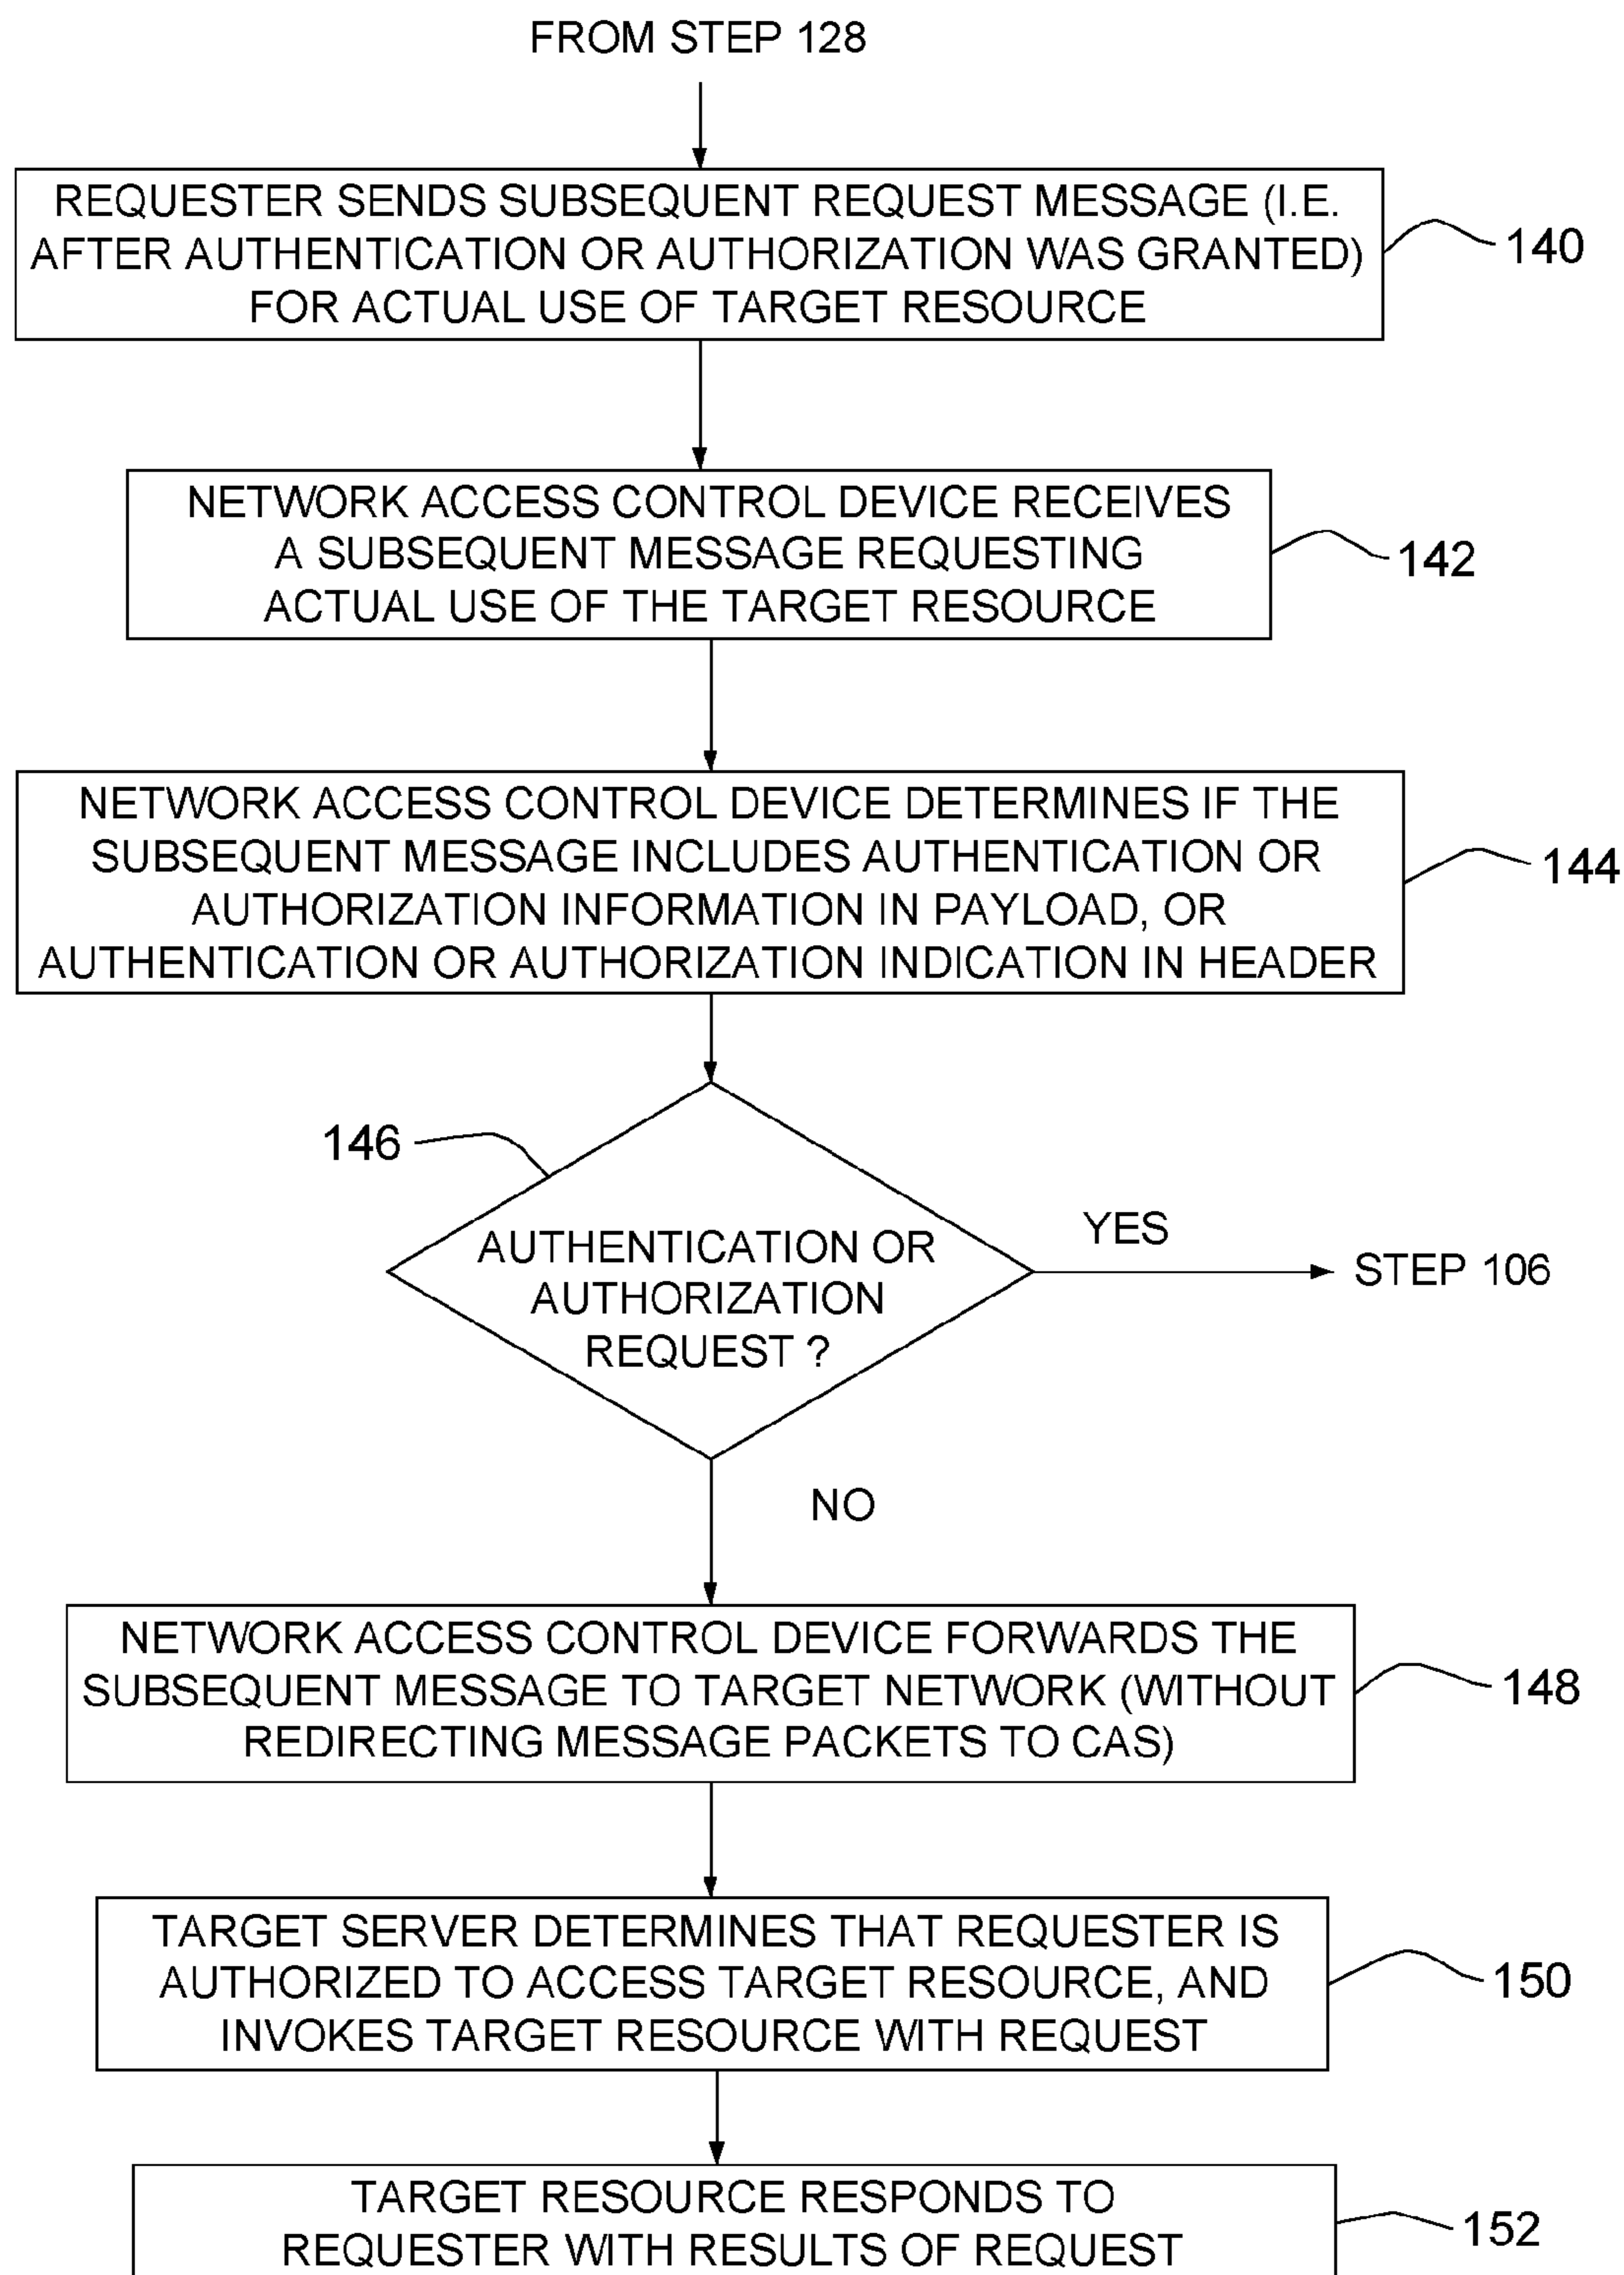 FROM STEP 128
REQUESTER SENDS SUBSEQUENT REQUEST MESSAGE (I.E.
AFTER AUTHENTICATION OR AUTHORIZATION WAS GRANTED)
FOR ACTUAL USE OF TARGET RESOURCE
140
NETWORK ACCESS CONTROL DEVICE RECEIVES
A SUBSEQUENT MESSAGE REQUESTING
ACTUAL USE OF THE TARGET RESOURCE
142
NETWORK ACCESS CONTROL DEVICE DETERMINES IF THE
SUBSEQUENT MESSAGE INCLUDES AUTHENTICATION OR
AUTHORIZATION INFORMATION IN PAYLOAD, OR
AUTHENTICATION OR AUTHORIZATION INDICATION IN HEADER
144
146
AUTHENTICATION OR
AUTHORIZATION
REQUEST ?
YES
STEP 106
NO
NETWORK ACCESS CONTROL DEVICE FORWARDS THE
SUBSEQUENT MESSAGE TO TARGET NETWORK (WITHOUT
REDIRECTING MESSAGE PACKETS TO CAS)
148
TARGET SERVER DETERMINES THAT REQUESTER IS
AUTHORIZED TO ACCESS TARGET RESOURCE, AND
INVOKES TARGET RESOURCE WITH REQUEST
150
TARGET RESOURCE RESPONDS TO
REQUESTER WITH RESULTS OF REQUEST
152